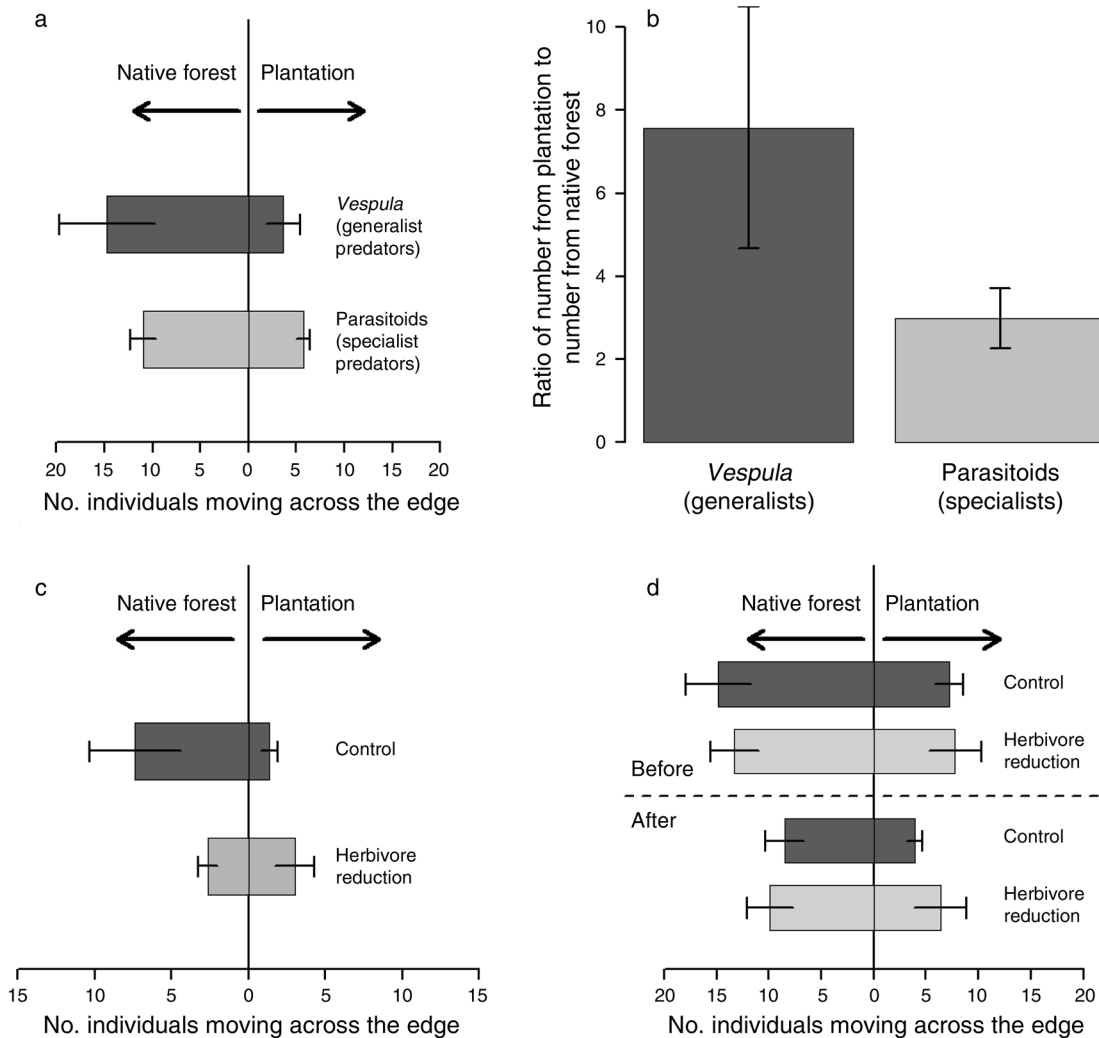 a
Native forest
Plantation
Vespula
(generalist
predators)
Parasitoids
(specialist
predators)
20 15 10 5 0 5 10 15 20
No. individuals moving across the edge
b
Ratio of number from plantation to
number from native forest
10
8
6
4
2
0
Vespula
(generalists)
Parasitoids
(specialists)
c
Native forest
Plantation
Control
Herbivore
reduction
15 10 5 0 5 10 15
No. individuals moving across the edge
d
Native forest
Plantation
Control
Herbivore
reduction
Before
After
Control
Herbivore
reduction
20 15 10 5 0 5 10 15 20
No. individuals moving across the edge